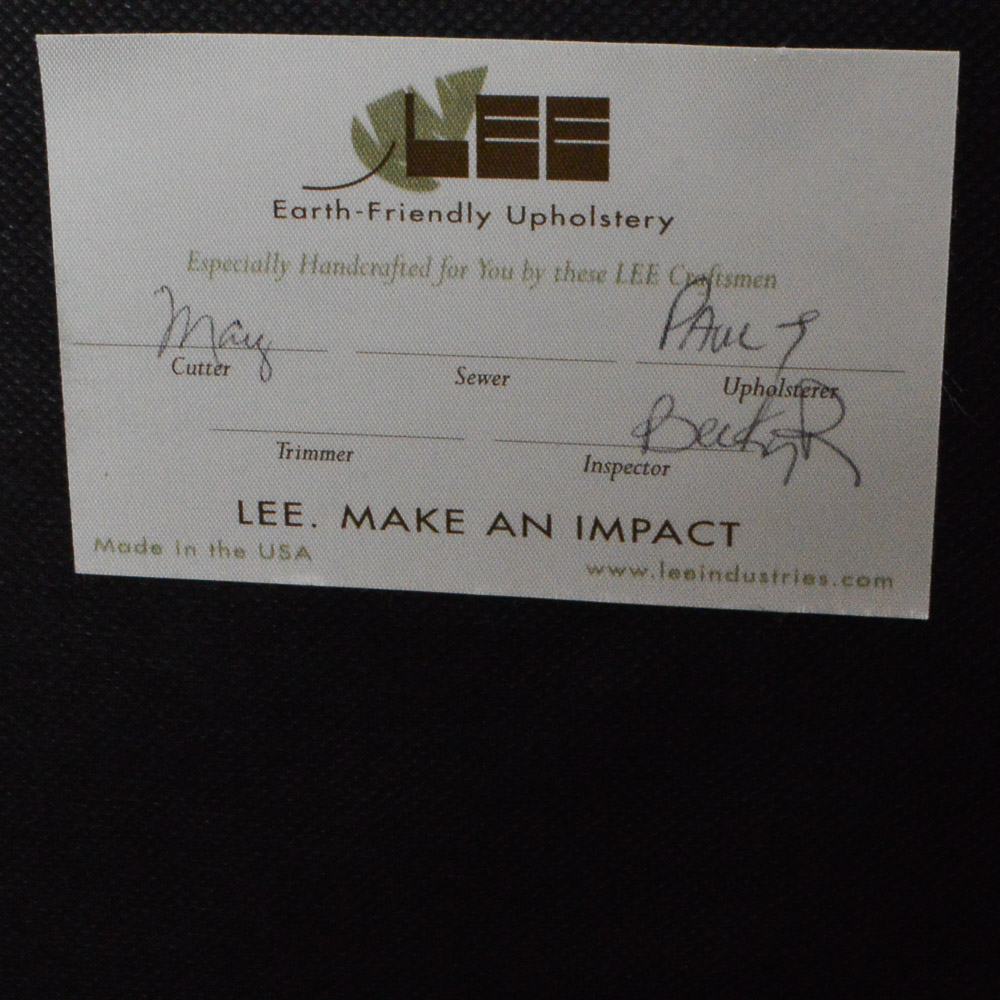 LEE
Earth-Friendly Upholstery
Especially Handcrafted for You by these LEE Craftsmen
Paul
Cutter
Sewer
Upholsterer
Becky R
Trimmer
Inspector
LEE. MAKE AN IMPACT
Made in the USA
www.leeindustries.com